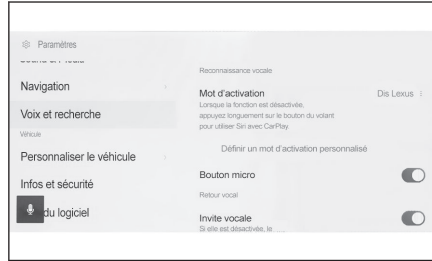 Paramètres
Navigation
Voix et recherche
Véhicule
Personnaliser le véhicule
Infos et sécurité
du logiciel
Reconnaissance vocale
Mot d'activation
Dis Lexus
Lorsque la fonction est désactivée,
appuyez longuement sur le bouton du volant
pour utiliser Siri avec CarPlay.
Définir un mot d'activation personnalisé
Bouton micro
Retour vocal
Invite vocale
Si elle est désactivée, le